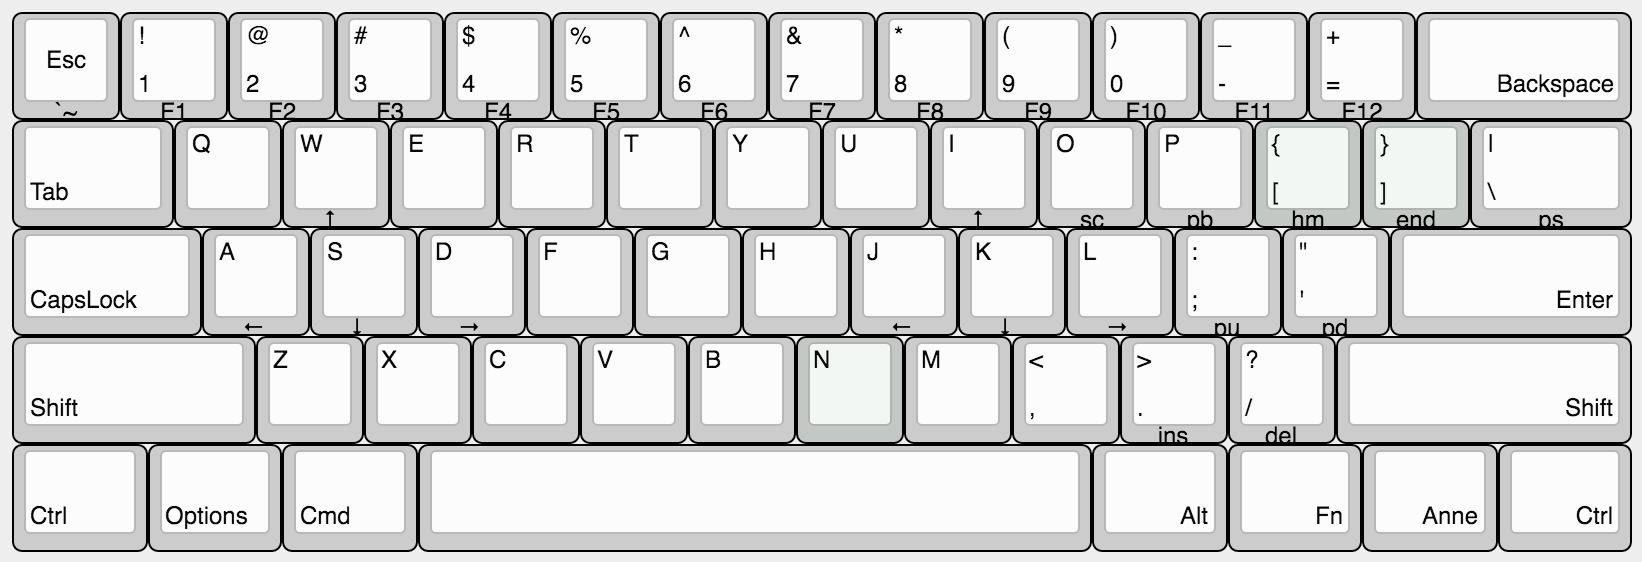 Esc ! @ # $ % ^ & * ( ) _ +
1 2 3 4 5 6 7 8 9 0 - = Backspace
`~ F1 F2 F3 F4 F5 F6 F7 F8 F9 F10 F11 F12
Q W E R T Y U I O P { } |
Tab [ ] \
↑ ↑ sc pb hm end ps
A S D F G H J K L : "
CapsLock ; ' Enter
← ↓ → ← ↓ → pu pd
Z X C V B N M < > ?
Shift , . / Shift
ins del
Ctrl Options Cmd Alt Fn Anne Ctrl